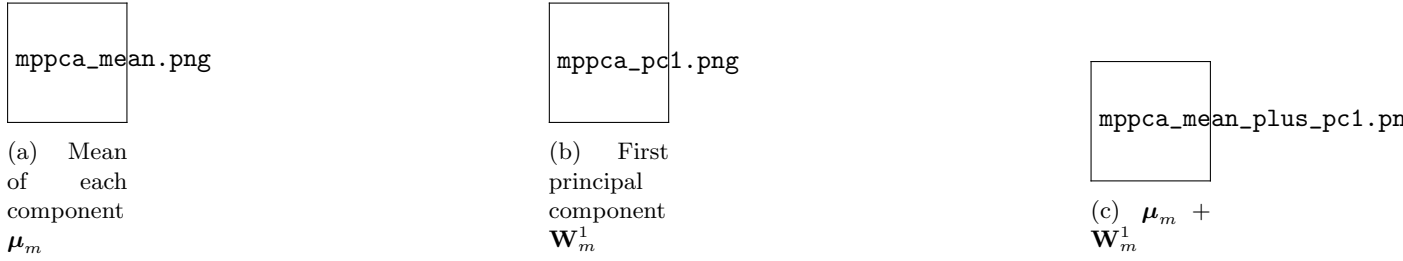 mppca_mean.png
(a) Mean
of each
component
μ_m
mppca_pc1.png
(b) First
principal
component
W_m^1
mppca_mean_plus_pc1.pn
(c) μ_m +
W_m^1